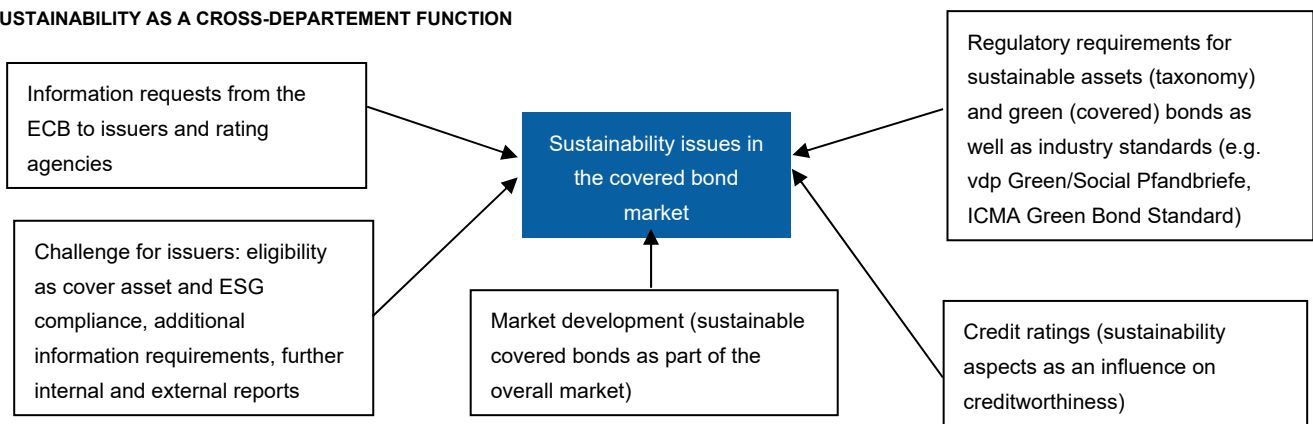 USTAINABILITY AS A CROSS-DEPARTEMENT FUNCTION
Information requests from the
ECB to issuers and rating
agencies
Challenge for issuers: eligibility
as cover asset and ESG
compliance, additional
information requirements, further
internal and external reports
Sustainability issues in
the covered bond
market
Market development (sustainable
covered bonds as part of the
overall market)
Regulatory requirements for
sustainable assets (taxonomy)
and green (covered) bonds as
well as industry standards (e.g.
vdp Green/Social Pfandbriefe,
ICMA Green Bond Standard)
Credit ratings (sustainability
aspects as an influence on
creditworthiness)